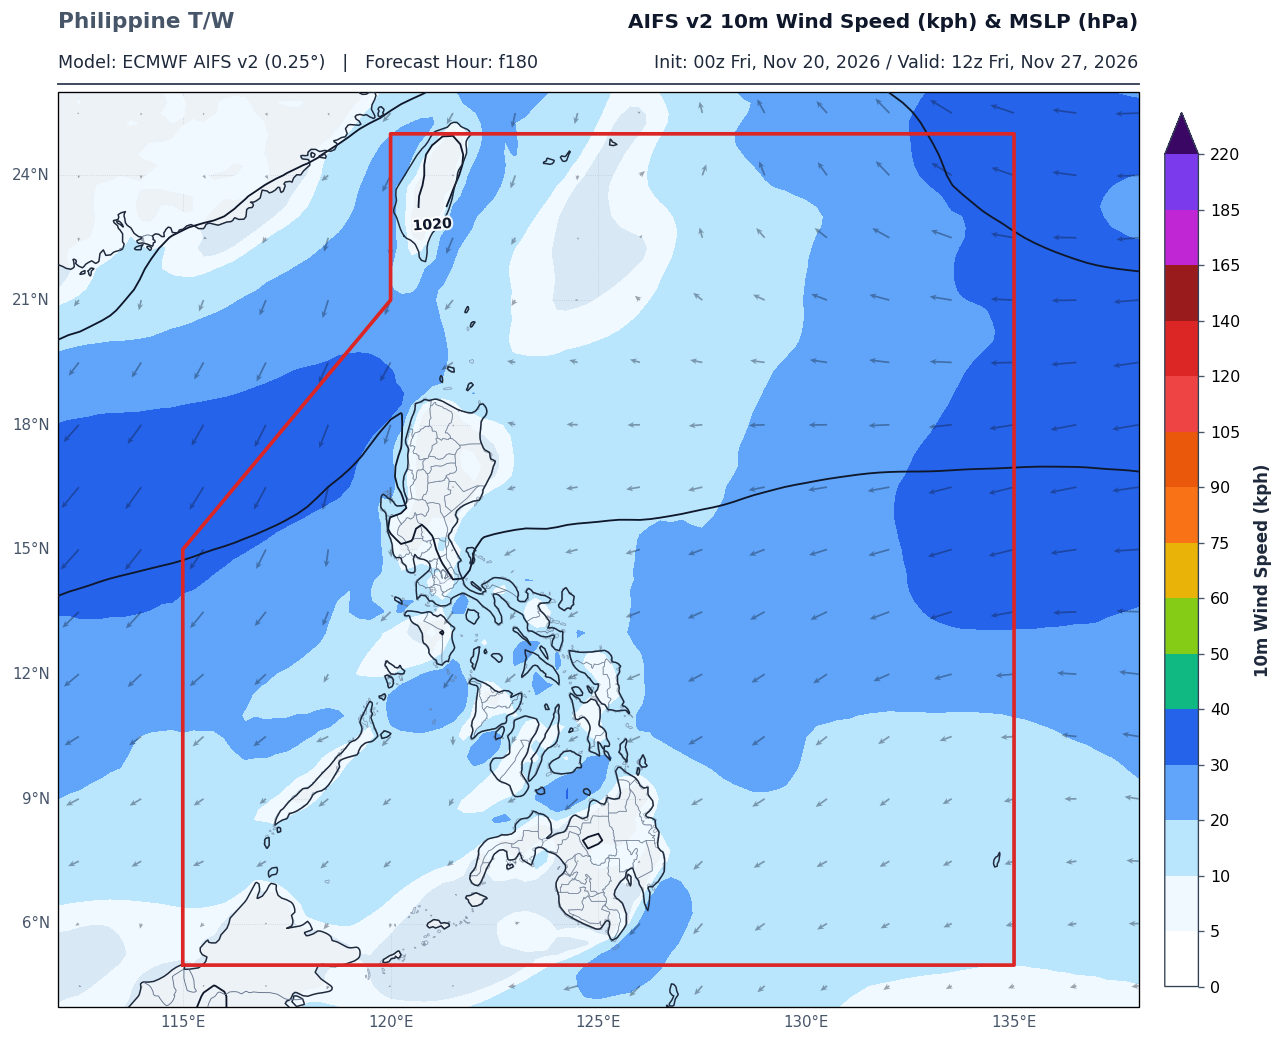 Philippine T/W
AIFS v2 10m Wind Speed (kph) & MSLP (hPa)
Model: ECMWF AIFS v2 (0.25°) | Forecast Hour: f180
Init: 00z Fri, Nov 20, 2026 / Valid: 12z Fri, Nov 27, 2026
24°N
21°N
18°N
15°N
12°N
9°N
6°N
1020
115°E
120°E
125°E
130°E
135°E
220
185
165
140
120
105
90
75
60
50
40
30
20
10
5
0
10m Wind Speed (kph)